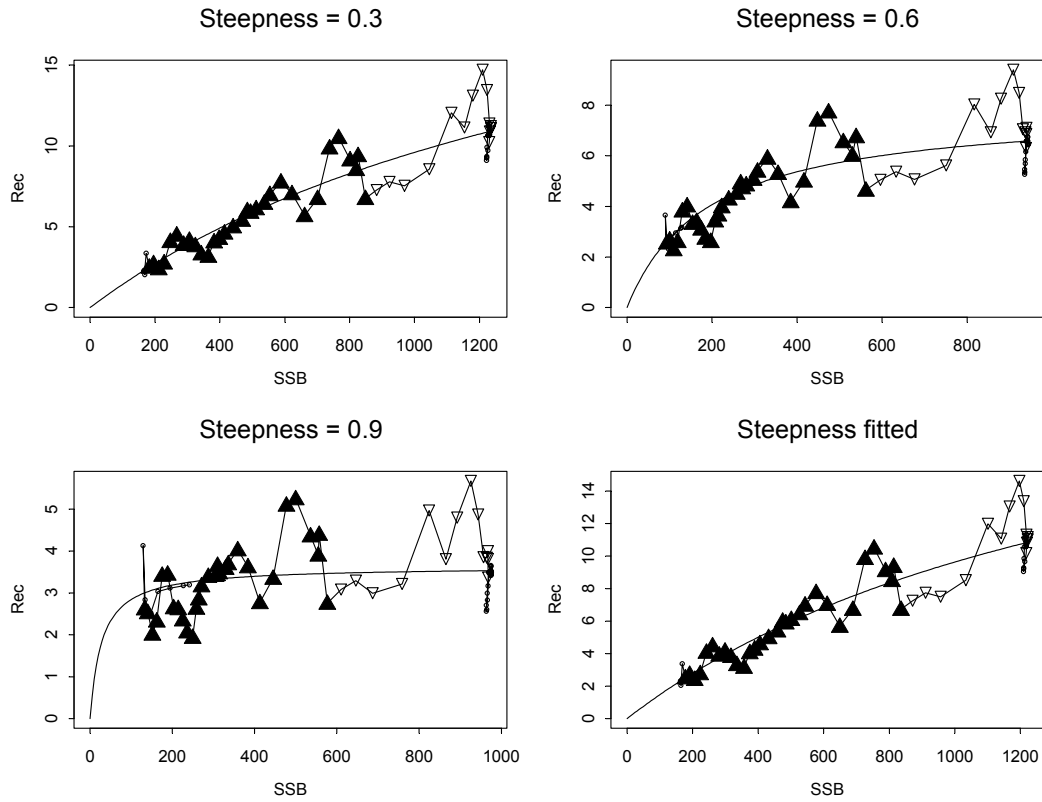 Steepness = 0.3
Rec
0 5 10 15
0 200 400 600 800 1000 1200
SSB
Steepness = 0.6
Rec
0 2 4 6 8
0 200 400 600 800
SSB
Steepness = 0.9
Rec
0 1 2 3 4 5
0 200 400 600 800 1000
SSB
Steepness fitted
Rec
0 2 4 6 8 10 12 14
0 200 400 600 800 1000 1200
SSB